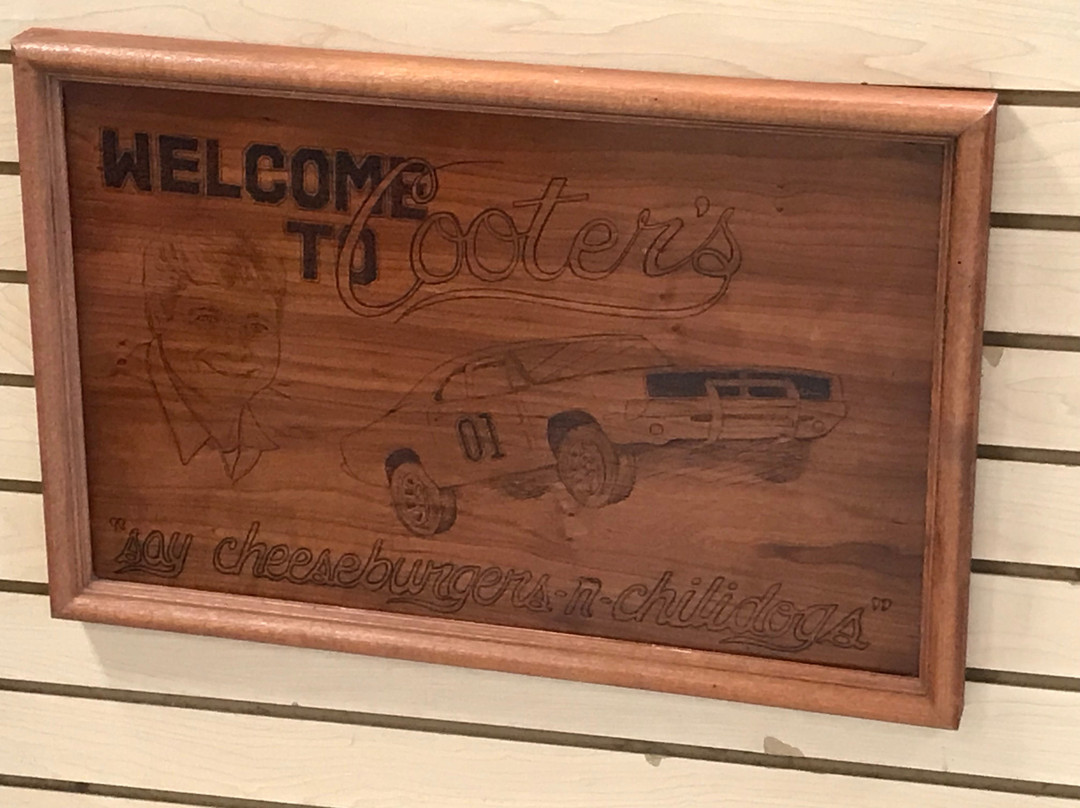 WELCOME
TO Cooter's
01
"say cheeseburgers-n-chilidogs"